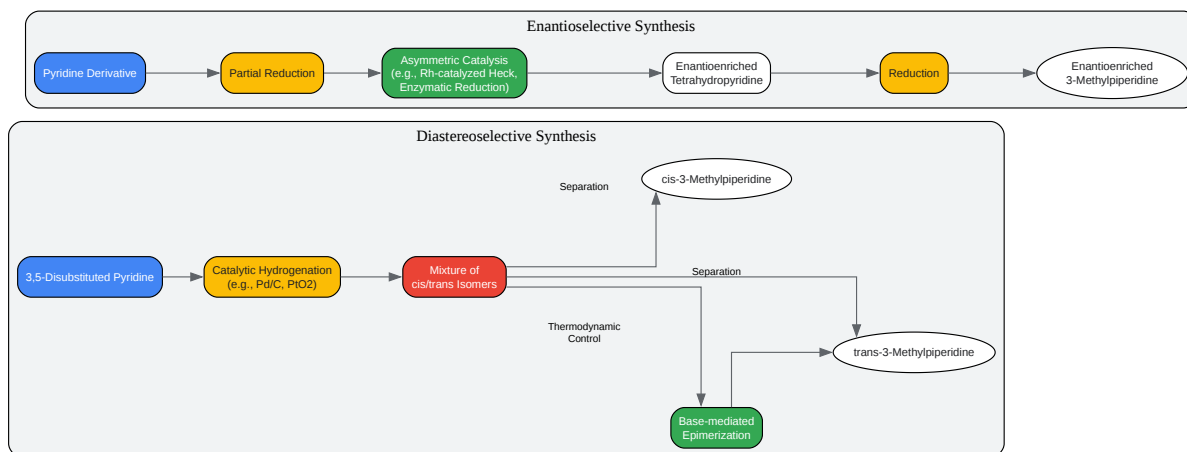 Enantioselective Synthesis
Pyridine Derivative
Partial Reduction
Asymmetric Catalysis
(e.g., Rh-catalyzed Heck,
Enzymatic Reduction)
Enantioenriched
Tetrahydropyridine
Reduction
Enantioenriched
3-Methylpiperidine
Diastereoselective Synthesis
Separation
cis-3-Methylpiperidine
3,5-Disubstituted Pyridine
Catalytic Hydrogenation
(e.g., Pd/C, PtO2)
Mixture of
cis/trans Isomers
Separation
Thermodynamic
Control
trans-3-Methylpiperidine
Base-mediated
Epimerization